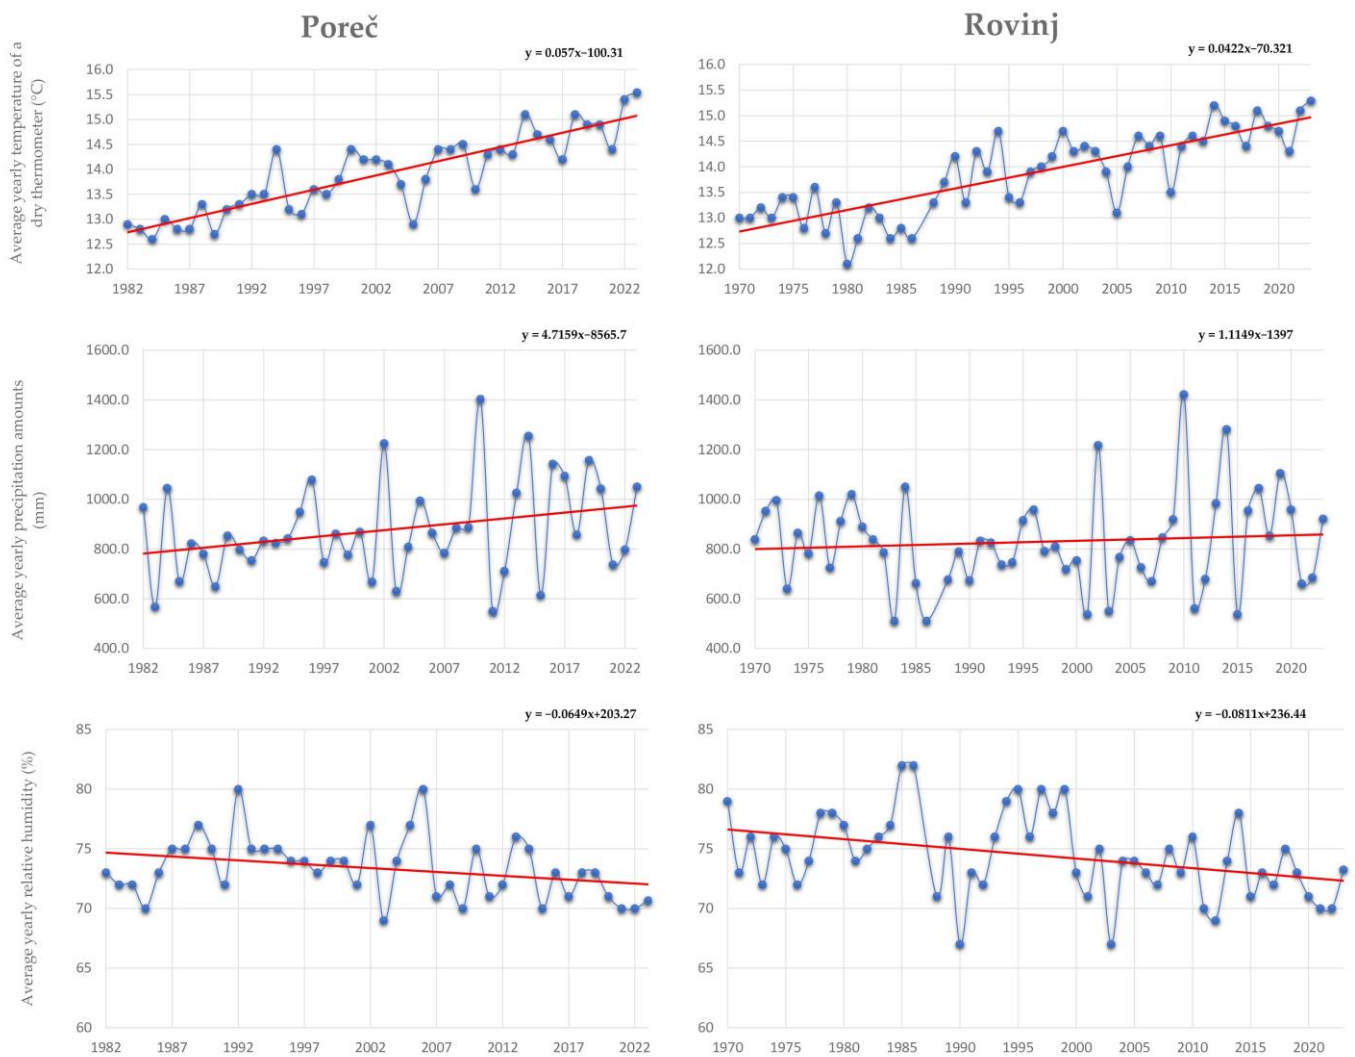 Poreč
Rovinj
Average yearly temperature of a
dry thermometer (°C)
y = 0.057x−100.31
16.0
15.5
15.0
14.5
14.0
13.5
13.0
12.5
12.0
1982 1987 1992 1997 2002 2007 2012 2017 2022
y = 0.0422x−70.321
16.0
15.5
15.0
14.5
14.0
13.5
13.0
12.5
12.0
1970 1975 1980 1985 1990 1995 2000 2005 2010 2015 2020
Average yearly precipitation amounts
(mm)
y = 4.7159x−8565.7
1600.0
1400.0
1200.0
1000.0
800.0
600.0
400.0
1982 1987 1992 1997 2002 2007 2012 2017 2022
y = 1.1149x−1397
1600.0
1400.0
1200.0
1000.0
800.0
600.0
400.0
1970 1975 1980 1985 1990 1995 2000 2005 2010 2015 2020
Average yearly relative humidity (%)
y = −0.0649x+203.27
85
80
75
70
65
60
1982 1987 1992 1997 2002 2007 2012 2017 2022
y = −0.0811x+236.44
85
80
75
70
65
60
1970 1975 1980 1985 1990 1995 2000 2005 2010 2015 2020